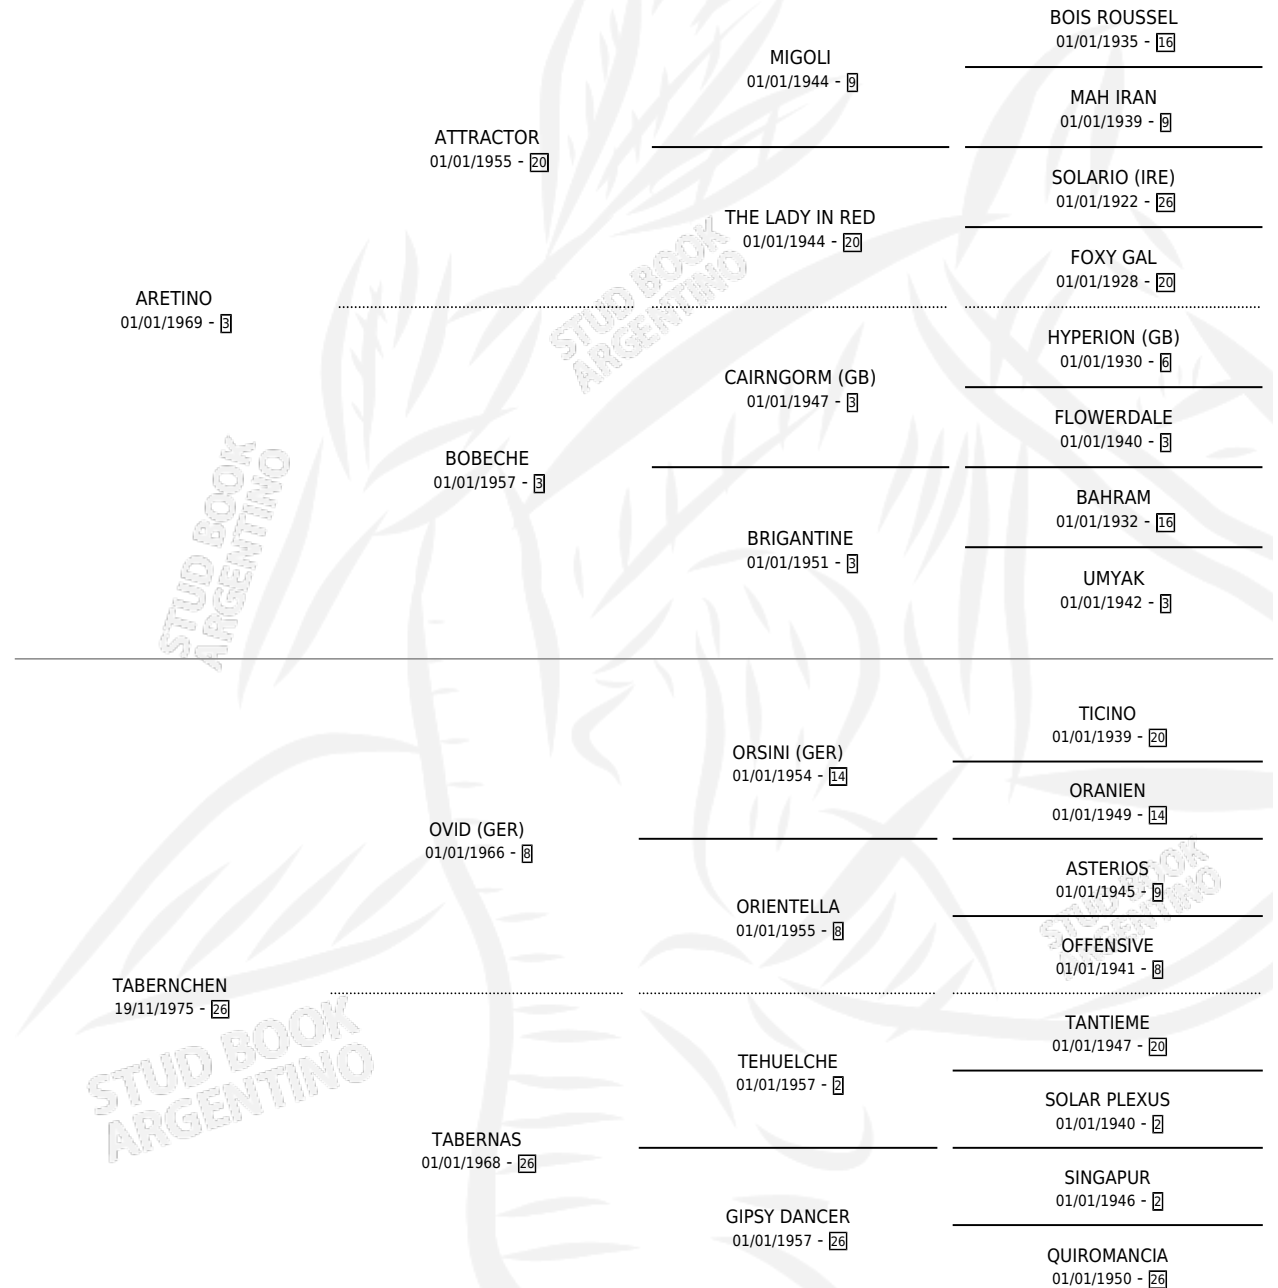 BOIS ROUSSEL
01/01/1935 - 16
MIGOLI
01/01/1944 - 9
MAH IRAN
01/01/1939 - 9
ATTRACTOR
01/01/1955 - 20
SOLARIO (IRE)
01/01/1922 - 26
THE LADY IN RED
01/01/1944 - 20
FOXY GAL
01/01/1928 - 20
STUD BOOK
ARGENTINO
ARETINO
01/01/1969 - 3
HYPERION (GB)
01/01/1930 - 6
CAIRNGORM (GB)
01/01/1947 - 3
FLOWERDALE
01/01/1940 - 3
BOBECHE
01/01/1957 - 3
BAHRAM
01/01/1932 - 16
BRIGANTINE
01/01/1951 - 3
UMYAK
01/01/1942 - 3
STUD BOOK
ARGENTINO
TICINO
01/01/1939 - 20
ORSINI (GER)
01/01/1954 - 14
ORANIEN
01/01/1949 - 14
OVID (GER)
01/01/1966 - 8
ASTERIOS
01/01/1945 - 9
ORIENTELLA
01/01/1955 - 8
OFFENSIVE
01/01/1941 - 8
STUD BOOK
ARGENTINO
TABERNCHEN
19/11/1975 - 26
TANTIEME
01/01/1947 - 20
TEHUELCHE
01/01/1957 - 2
SOLAR PLEXUS
01/01/1940 - 2
STUD BOOK
ARGENTINO
TABERNAS
01/01/1968 - 26
SINGAPUR
01/01/1946 - 2
GIPSY DANCER
01/01/1957 - 26
QUIROMANCIA
01/01/1950 - 26